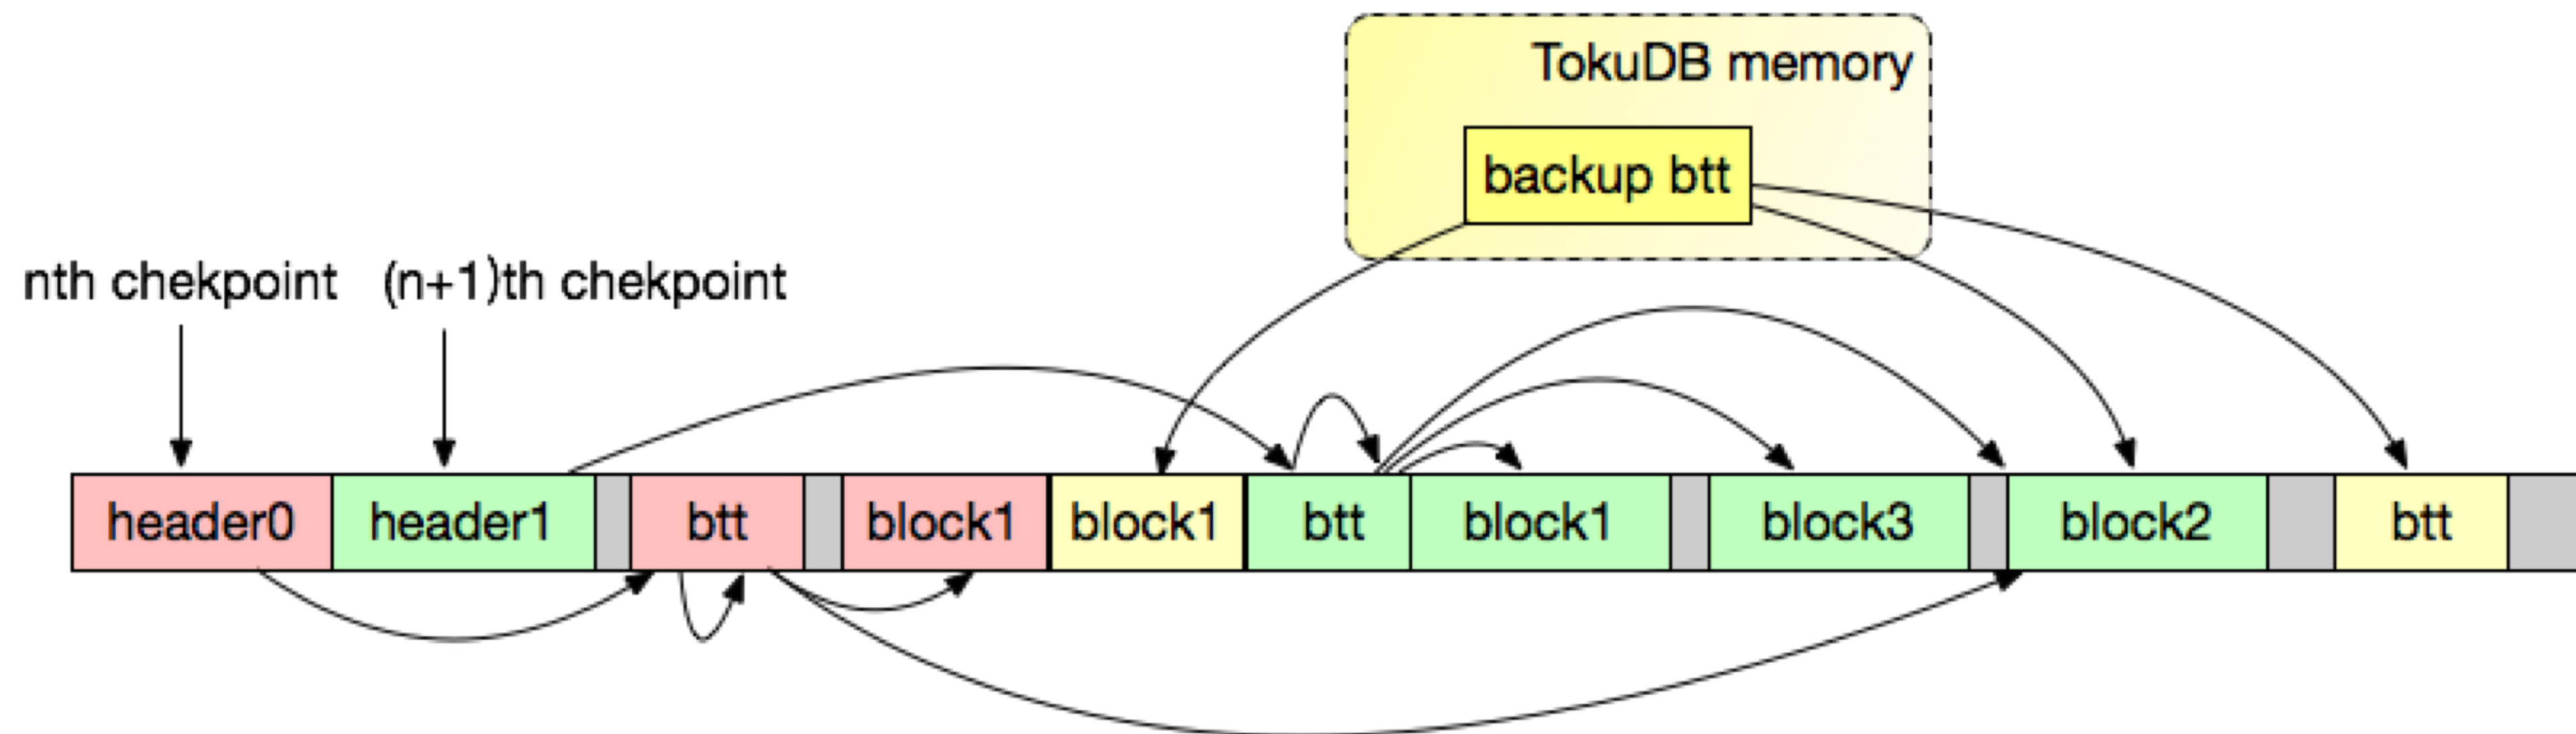 TokuDB memory
backup btt
nth chekpoint
(n+1)th chekpoint
header0
header1
btt
block1
block1
btt
block1
block3
block2
btt